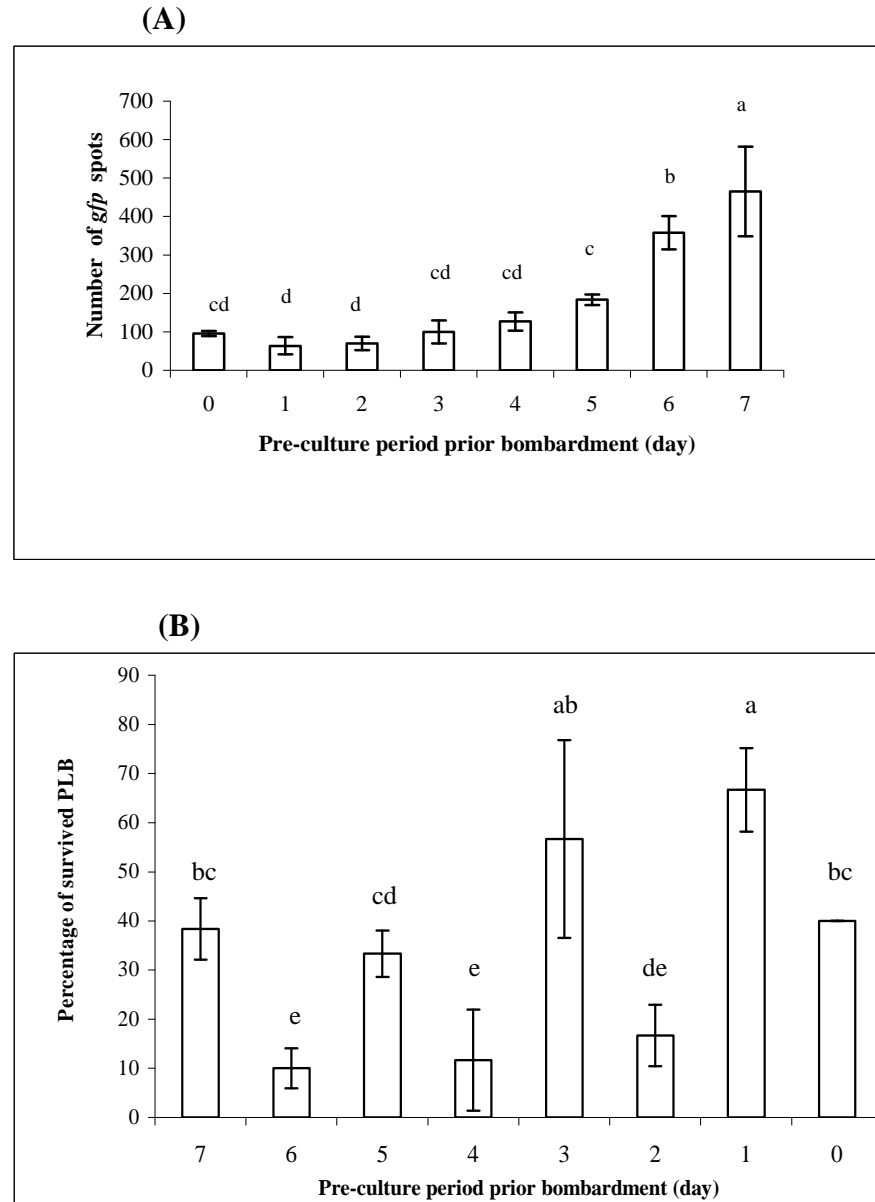 (A)
700
600
500
400
300
200
100
0
Number of gfp spots
cd
d
d
cd
cd
c
b
a
0 1 2 3 4 5 6 7
Pre-culture period prior bombardment (day)
(B)
90
80
70
60
50
40
30
20
10
0
Percentage of survived PLB
bc
e
cd
e
ab
de
a
bc
7 6 5 4 3 2 1 0
Pre-culture period prior bombardment (day)